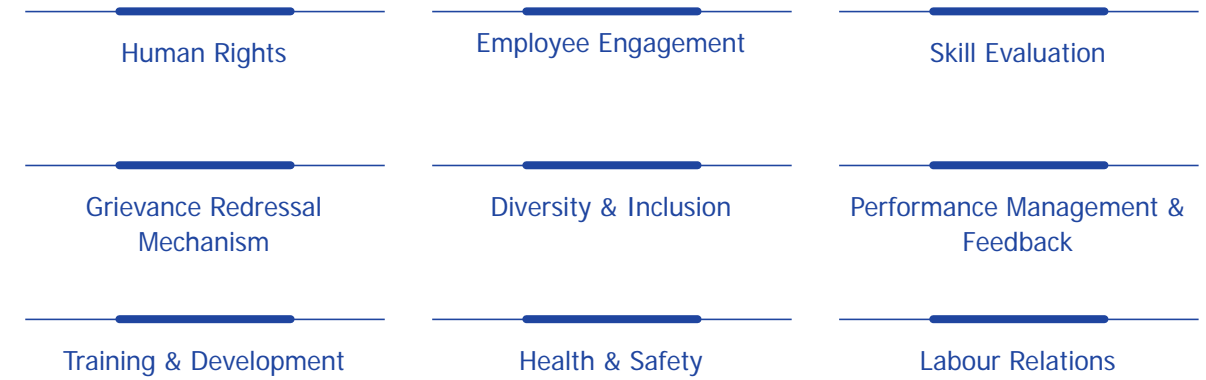 Human Rights
Employee Engagement
Skill Evaluation
Grievance Redressal
Mechanism
Diversity & Inclusion
Performance Management &
Feedback
Training & Development
Health & Safety
Labour Relations